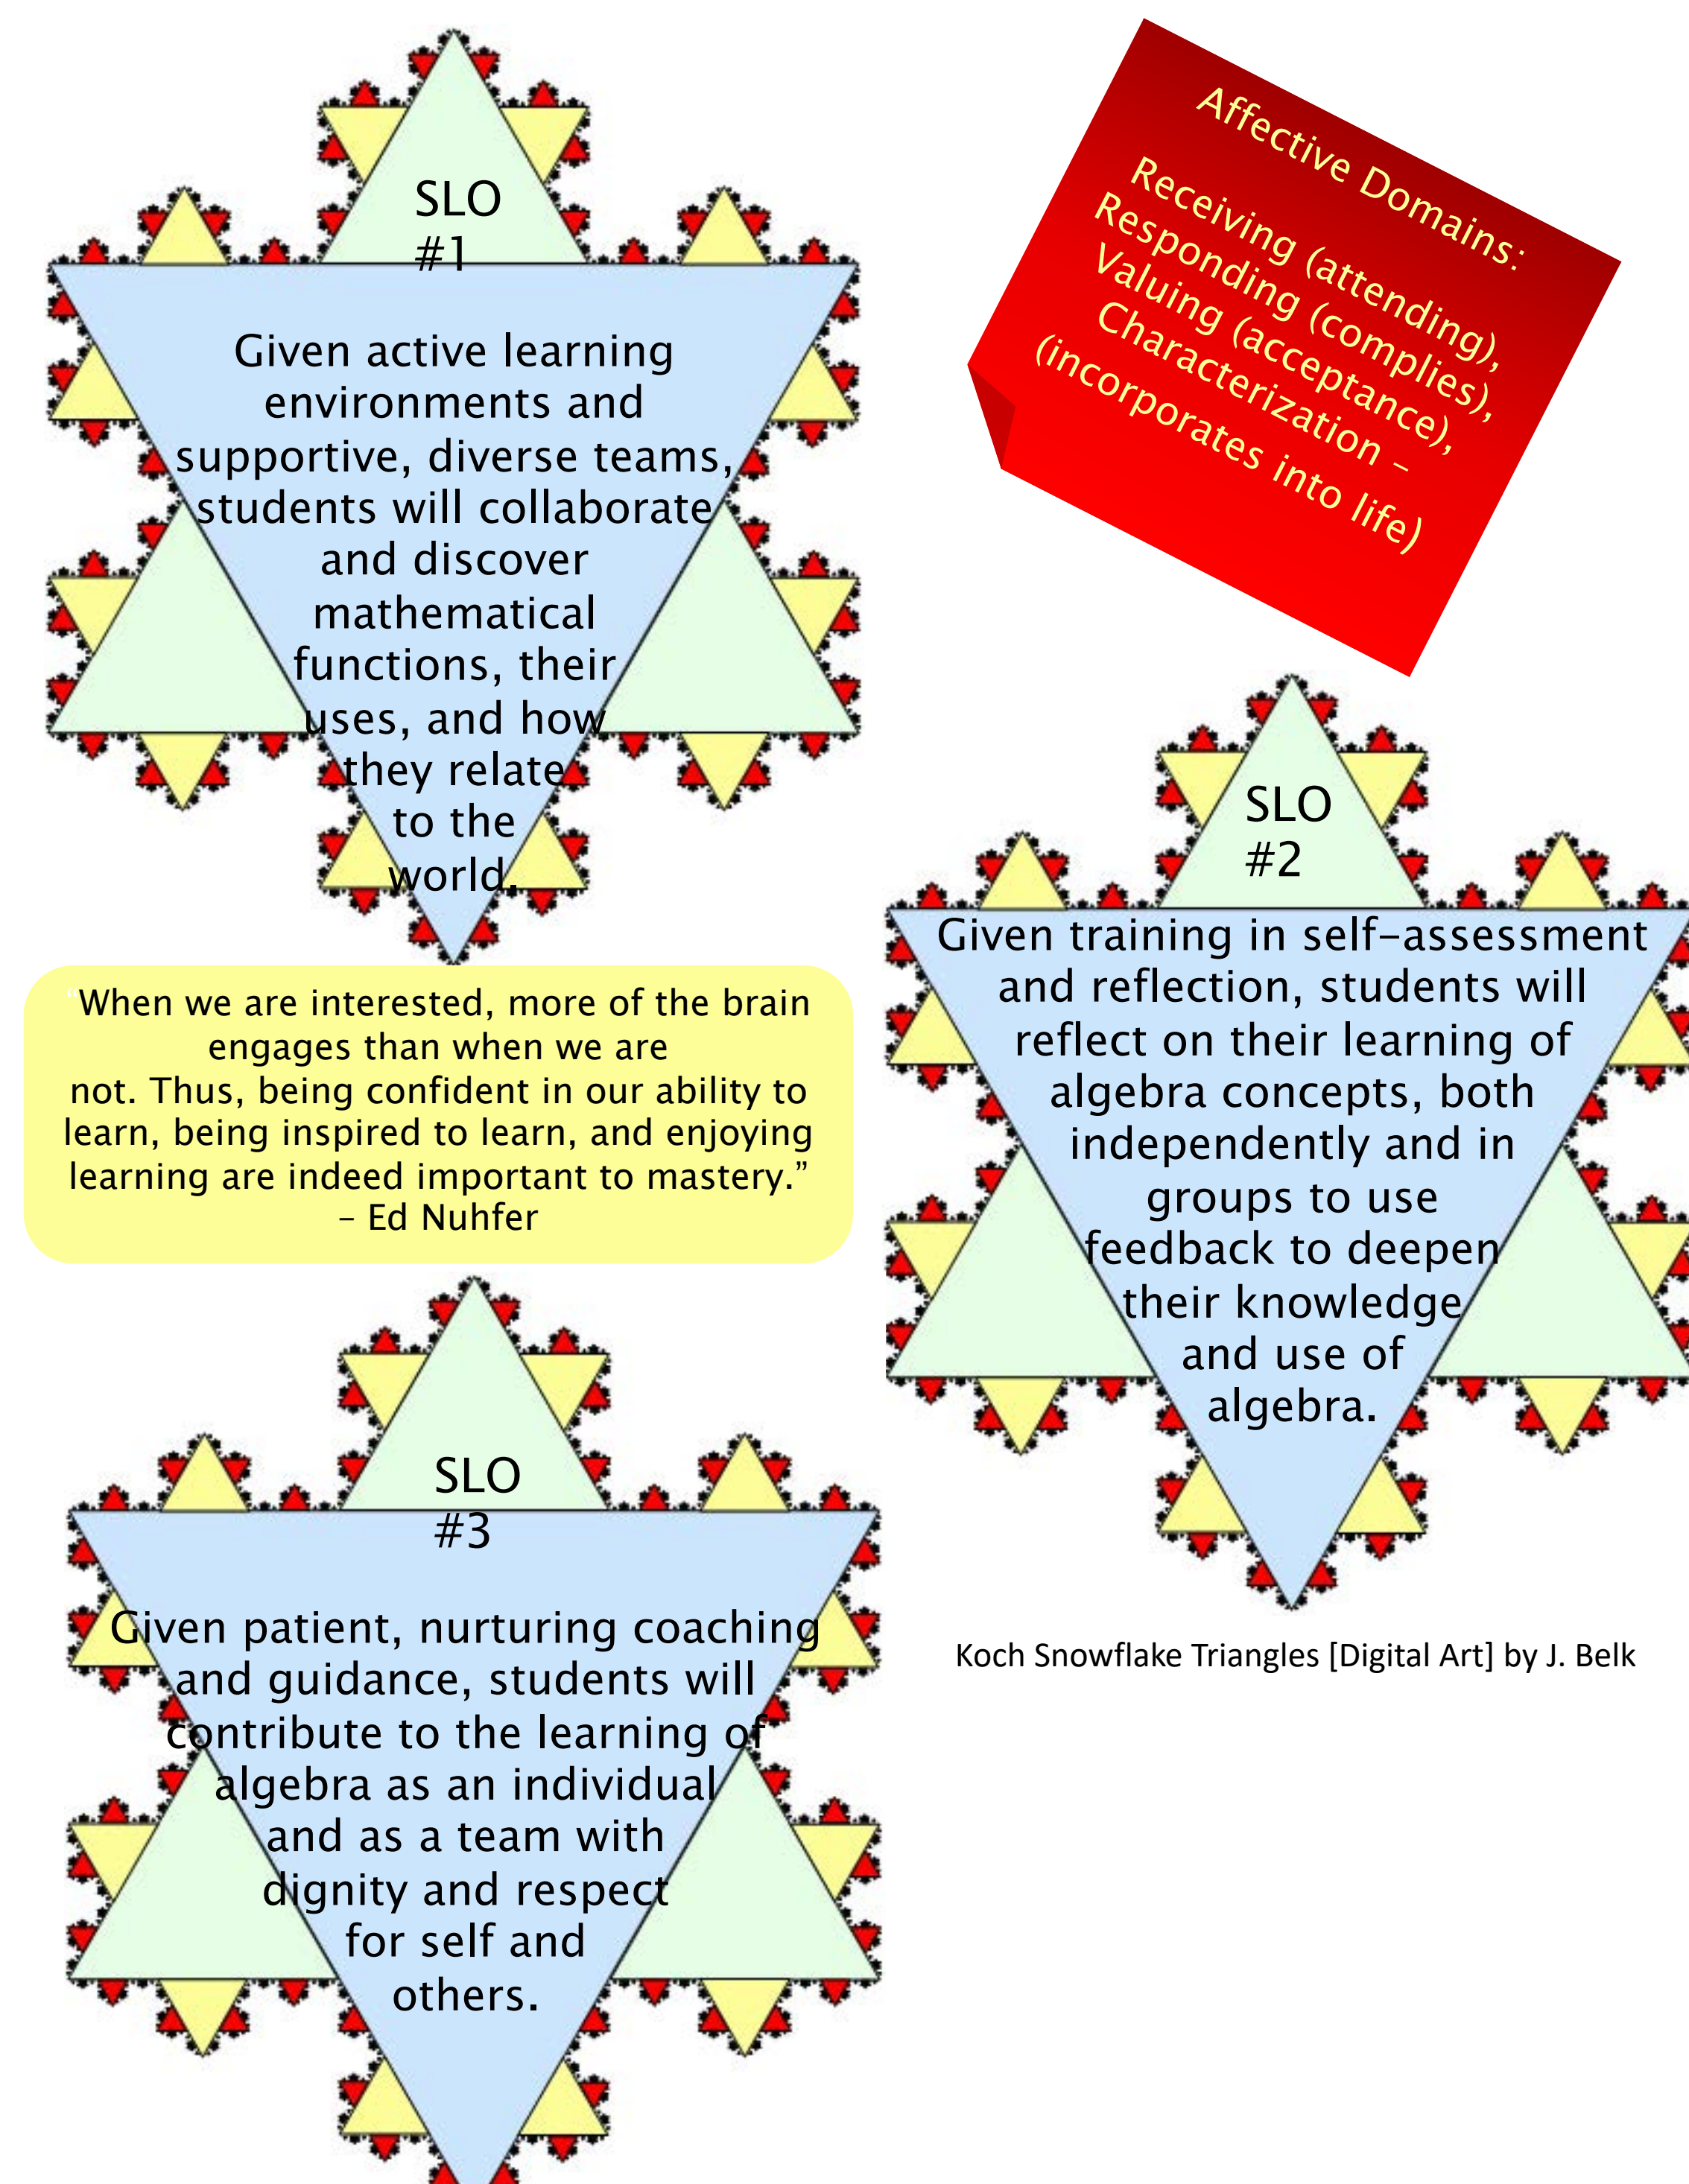 SLO
#1
Given active learning
environments and
supportive, diverse teams,
students will collaborate
and discover
mathematical
functions, their
uses, and how
they relate
to the
world.
Affective Domains:
Receiving (attending),
Responding (complies),
Valuing (acceptance),
Characterization –
(incorporates into life)
"When we are interested, more of the brain
engages than when we are
not. Thus, being confident in our ability to
learn, being inspired to learn, and enjoying
learning are indeed important to mastery.”
– Ed Nuhfer
SLO
#2
Given training in self-assessment
and reflection, students will
reflect on their learning of
algebra concepts, both
independently and in
groups to use
feedback to deepen
their knowledge
and use of
algebra.
SLO
#3
Given patient, nurturing coaching
and guidance, students will
contribute to the learning of
algebra as an individual
and as a team with
dignity and respect
for self and
others.
Koch Snowflake Triangles [Digital Art] by J. Belk